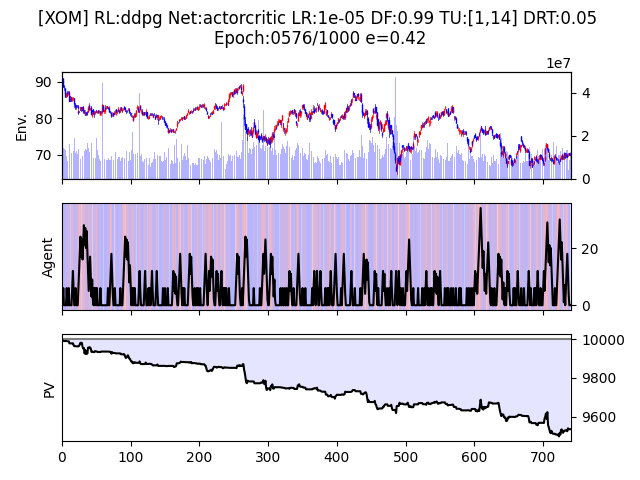 [XOM] RL:ddpg Net:actorcritic LR:1e-05 DF:0.99 TU:[1,14] DRT:0.05
Epoch:0576/1000 e=0.42
1e7
Env.
90
80
70
4
2
0
Agent
20
0
PV
10000
9800
9600
0 100 200 300 400 500 600 700